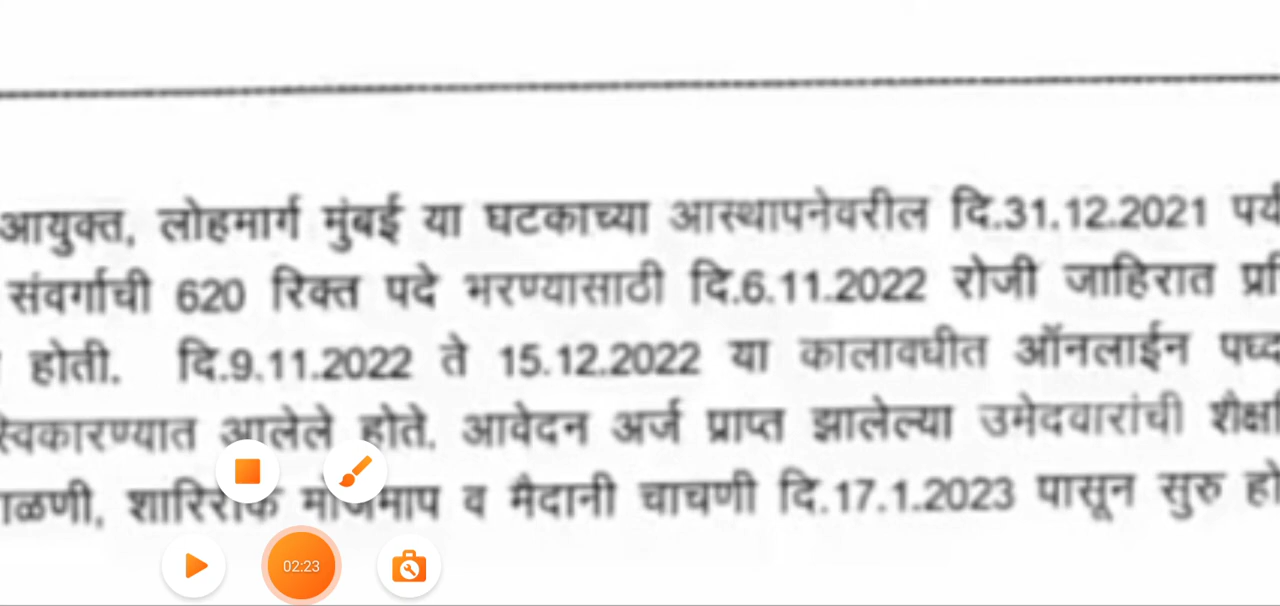 आयुक्त, लोहमार्ग मुंबई या घटकाच्या आस्थापनेवरील दि.31.12.2021
संवर्गाची 620 रिक्त पदे भरण्यासाठी दि.6.11.2022 रोजी जाहिरात
होती. दि.9.11.2022 ते 15.12.2022 या कालावधीत ऑनलाईन
स्विकारण्यात आलेले होते. आवेदन अर्ज प्राप्त झालेल्या उमेदवारांची
व मैदानी चाचणी दि.17.1.2023 पासून सुरु
02:23